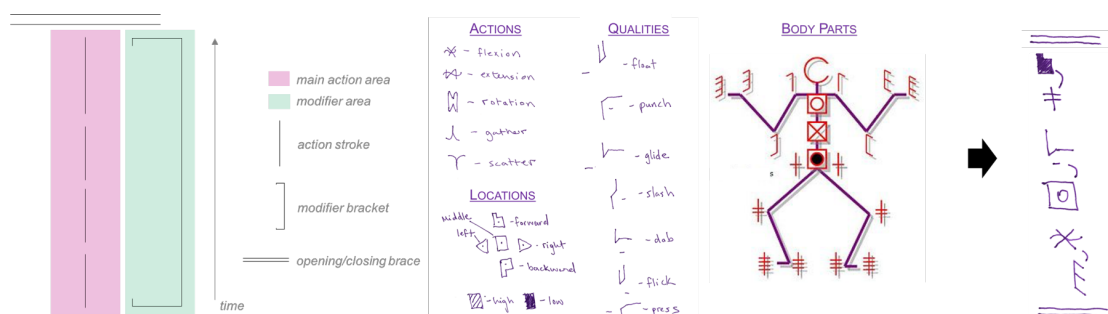 main action area
modifier area
action stroke
modifier bracket
opening/closing brace
time
ACTIONS
- flexion
- extension
- rotation
- gather
- scatter
LOCATIONS
middle
- forward
left
- right
- backward
- high
- low
QUALITIES
- float
- punch
- glide
- slash
- dab
- flick
- press
BODY PARTS
s